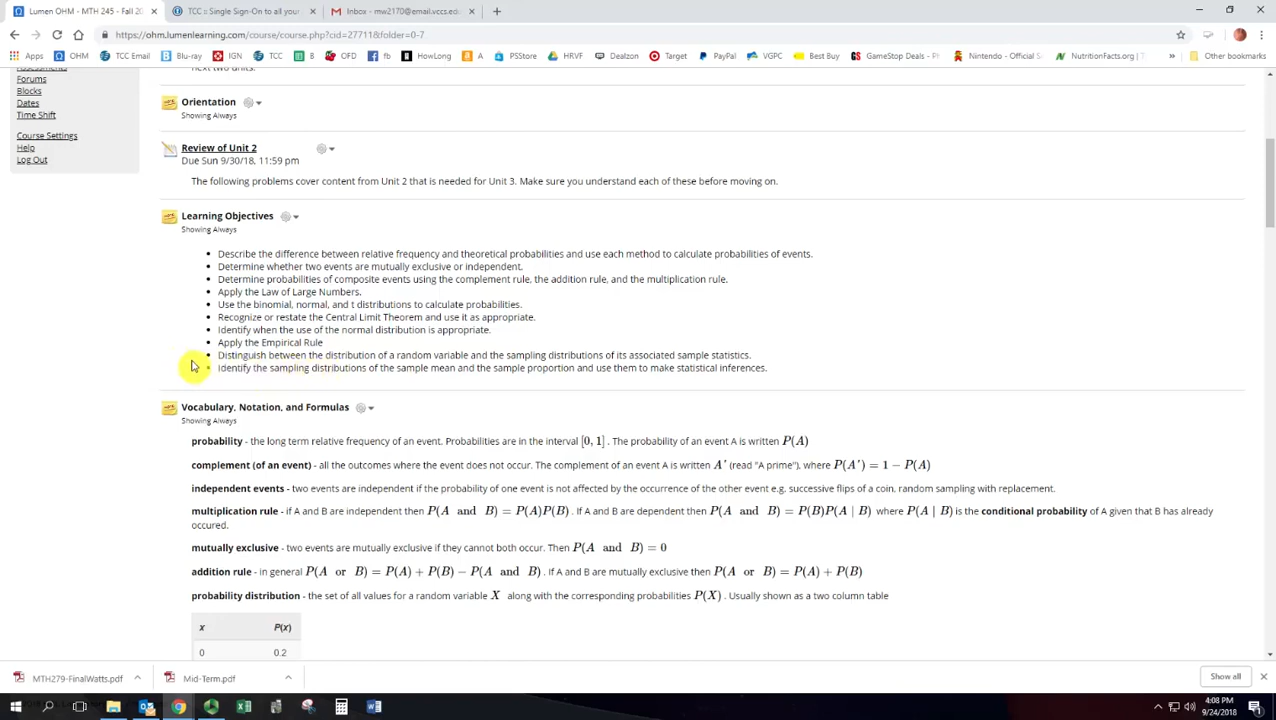 Lumen OHM - MTH 245 - Fall 20
TCC :: Single Sign-On to all your
Inbox - mw2170@email.vccs.ed
https://ohm.lumenlearning.com/course/course.php?cid=27711&folder=0-7
Apps OHM TCC Email Blu-ray IGN TCC B OFD fb HowLong A PSStore HRVF Dealzon Target PayPal VGPC Best Buy GameStop Deals - Pr Nintendo - Official S NutritionFacts.org | » Other bookmarks
Assessments
Forums
Blocks
Dates
Time Shift
Course Settings
Help
Log Out
next two units.
Orientation
Showing Always
Review of Unit 2
Due Sun 9/30/18, 11:59 pm
The following problems cover content from Unit 2 that is needed for Unit 3. Make sure you understand each of these before moving on.
Learning Objectives
Showing Always
• Describe the difference between relative frequency and theoretical probabilities and use each method to calculate probabilities of events.
• Determine whether two events are mutually exclusive or independent.
• Determine probabilities of composite events using the complement rule, the addition rule, and the multiplication rule.
• Apply the Law of Large Numbers.
• Use the binomial, normal, and t distributions to calculate probabilities.
• Recognize or restate the Central Limit Theorem and use it as appropriate.
• Identify when the use of the normal distribution is appropriate.
• Apply the Empirical Rule
• Distinguish between the distribution of a random variable and the sampling distributions of its associated sample statistics.
• Identify the sampling distributions of the sample mean and the sample proportion and use them to make statistical inferences.
Vocabulary, Notation, and Formulas
Showing Always
probability - the long term relative frequency of an event. Probabilities are in the interval [0, 1]. The probability of an event A is written P(A)
complement (of an event) - all the outcomes where the event does not occur. The complement of an event A is written A' (read "A prime"), where P(A') = 1 − P(A)
independent events - two events are independent if the probability of one event is not affected by the occurrence of the other event e.g. successive flips of a coin, random sampling with replacement.
multiplication rule - if A and B are independent then P(A and B) = P(A)P(B). If A and B are dependent then P(A and B) = P(B)P(A | B) where P(A | B) is the conditional probability of A given that B has already
occured.
mutually exclusive - two events are mutually exclusive if they cannot both occur. Then P(A and B) = 0
addition rule - in general P(A or B) = P(A) + P(B) − P(A and B). If A and B are mutually exclusive then P(A or B) = P(A) + P(B)
probability distribution - the set of all values for a random variable X along with the corresponding probabilities P(X). Usually shown as a two column table
x P(x)
0 0.2
MTH279-FinalWatts.pdf
Mid-Term.pdf
Show all
4:08 PM
9/24/2018